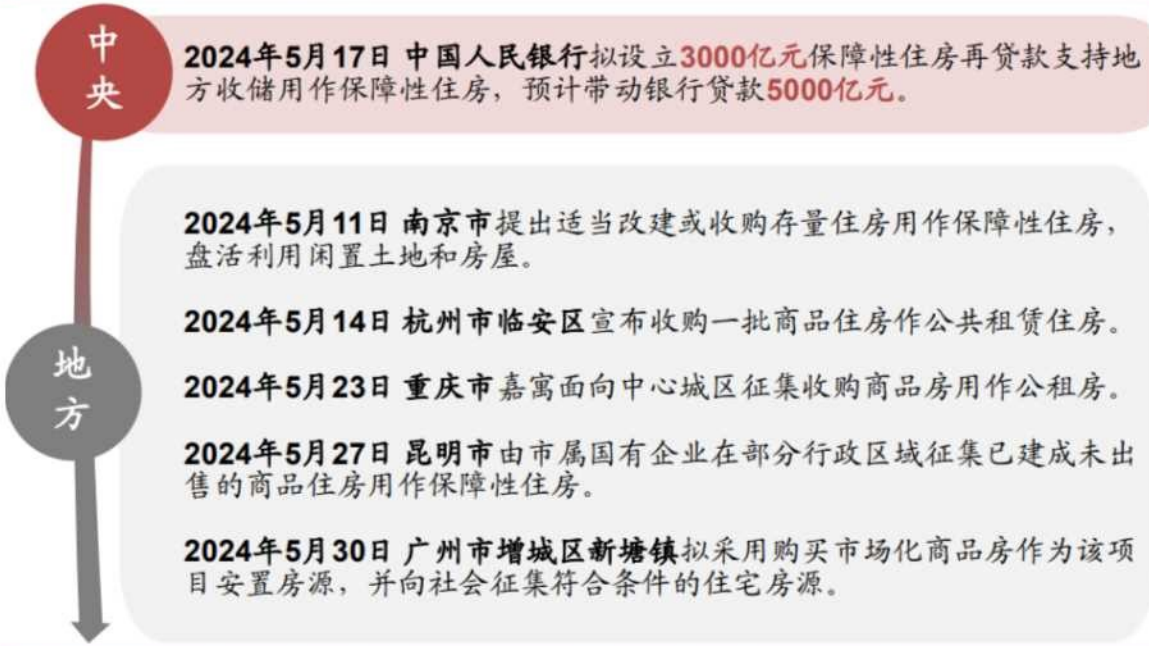 中央
2024年5月17日 中国人民银行拟设立3000亿元保障性住房再贷款支持地
方收储用作保障性住房，预计带动银行贷款5000亿元。
地方
2024年5月11日 南京市提出适当改建或收购存量住房用作保障性住房，
盘活利用闲置土地和房屋。
2024年5月14日 杭州市临安区宣布收购一批商品住房作公共租赁住房。
2024年5月23日 重庆市嘉寓面向中心城区征集收购商品房用作公租房。
2024年5月27日 昆明市由市属国有企业在部分行政区域征集已建成未出
售的商品住房用作保障性住房。
2024年5月30日 广州市增城区新塘镇拟采用购买市场化商品房作为该项
目安置房源，并向社会征集符合条件的住宅房源。